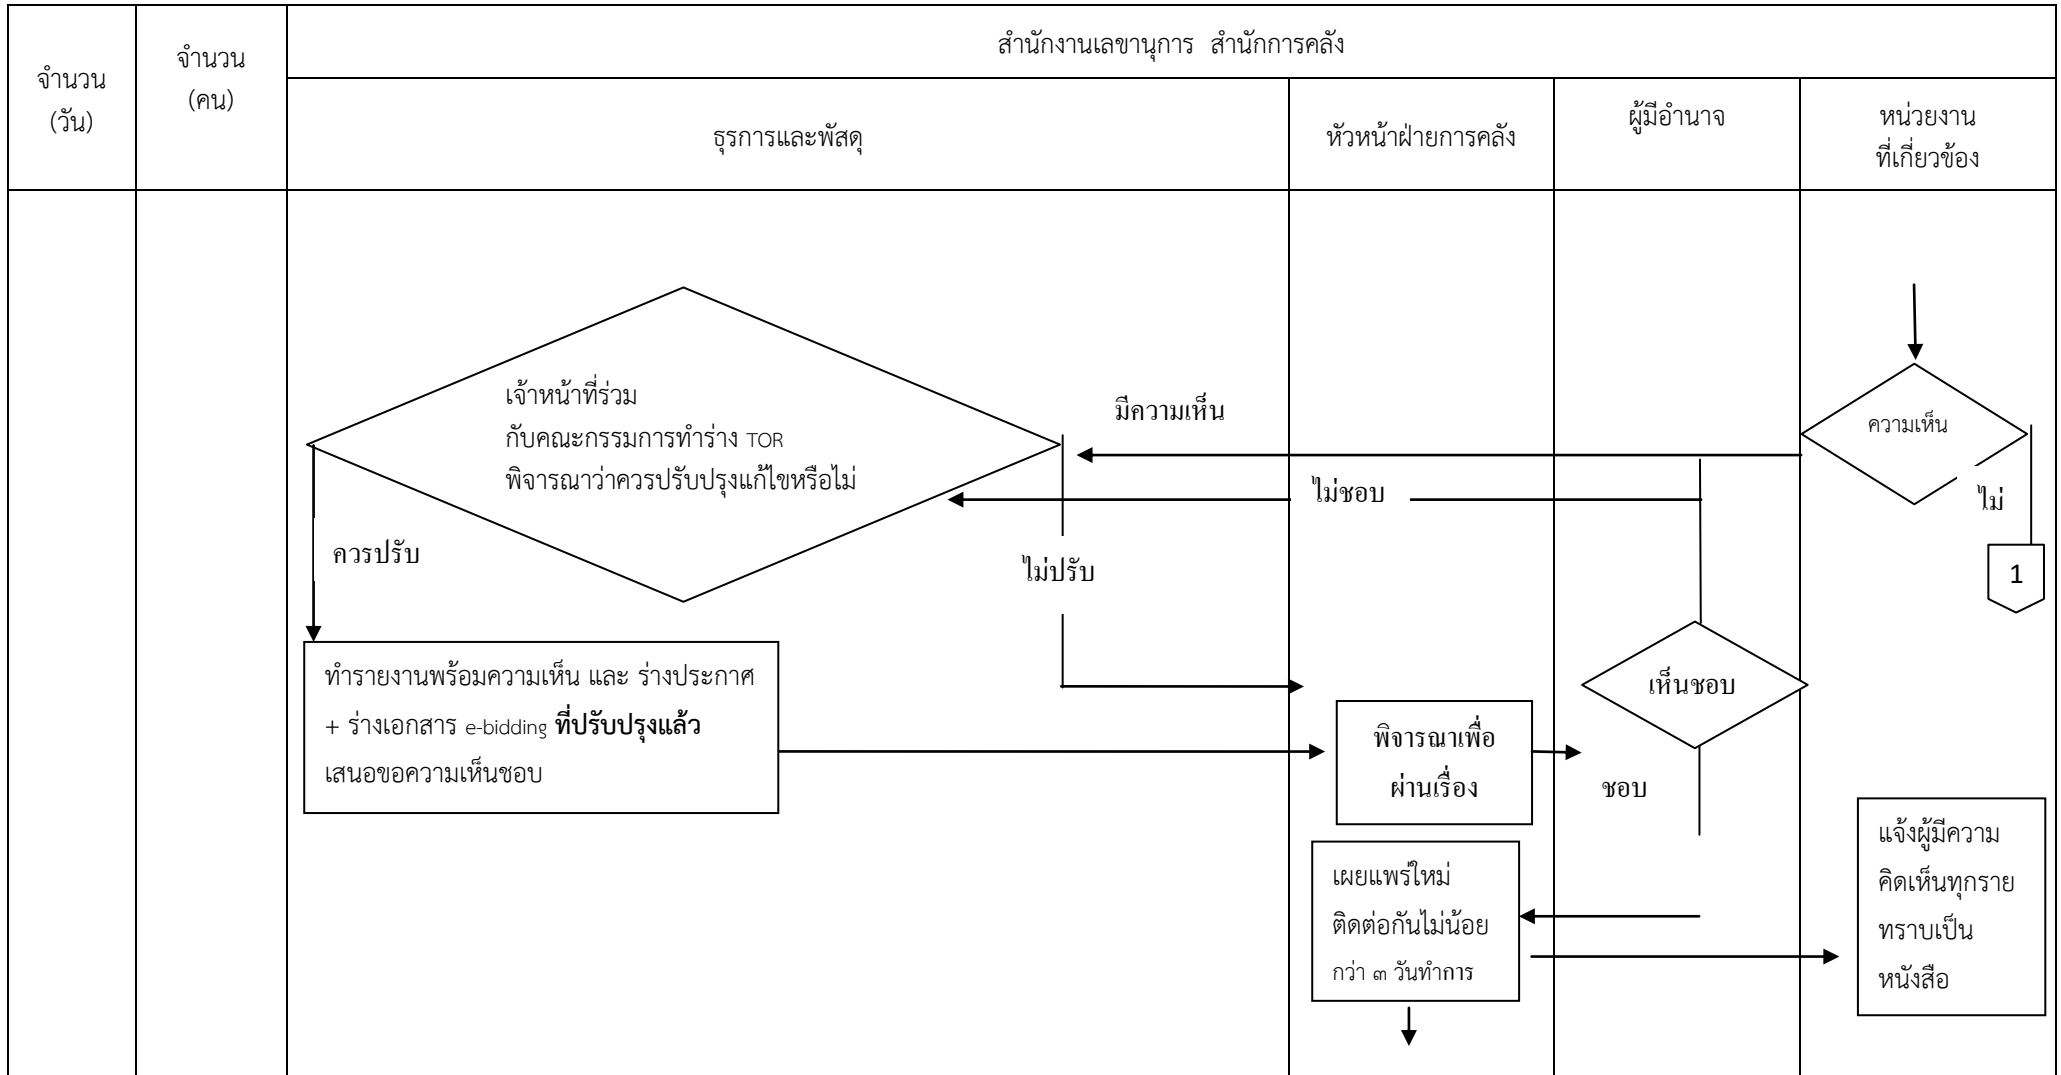 จำนวน
(วัน)
จำนวน
(คน)
สำนักงานเลขานุการ สำนักการคลัง
ธุรการและพัสดุ
หัวหน้าฝ่ายการคลัง
ผู้มีอำนาจ
หน่วยงาน
ที่เกี่ยวข้อง
เจ้าหน้าที่ร่วม
กับคณะกรรมการทำร่าง TOR
พิจารณาว่าควรปรับปรุงแก้ไขหรือไม่
มีความเห็น
ความเห็น
ไม่ชอบ
ไม่
ควรปรับ
ไม่ปรับ
1
ทำรายงานพร้อมความเห็น และ ร่างประกาศ
+ ร่างเอกสาร e-bidding ที่ปรับปรุงแล้ว
เสนอขอความเห็นชอบ
เห็นชอบ
พิจารณาเพื่อ
ผ่านเรื่อง
ชอบ
เผยแพร่ใหม่
ติดต่อกันไม่น้อย
กว่า ๓ วันทำการ
แจ้งผู้มีความ
คิดเห็นทุกราย
ทราบเป็น
หนังสือ